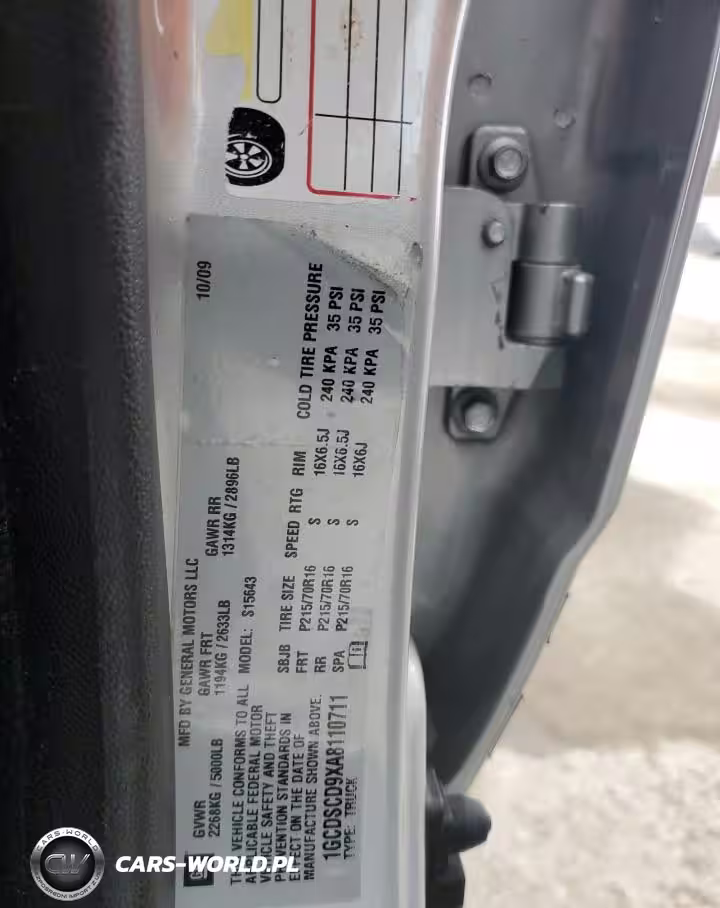 MFD BY GENERAL MOTORS LLC 10/09
GVWR GAWR FRT GAWR RR
2268KG / 5000LB 1194KG / 2633LB 1314KG / 2896LB
THIS VEHICLE CONFORMS TO ALL
APPLICABLE FEDERAL MOTOR
VEHICLE SAFETY AND THEFT
PREVENTION STANDARDS IN
EFFECT ON THE DATE OF
MANUFACTURE SHOWN ABOVE.
1GCDSCD9XA8110711
TYPE: TRUCK
MODEL: S15643
SBJB TIRE SIZE SPEED RTG RIM COLD TIRE PRESSURE
FRT P215/70R16 S 16X6.5J 240 KPA 35 PSI
RR P215/70R16 S 16X6.5J 240 KPA 35 PSI
SPA P215/70R16 S 16X6J 240 KPA 35 PSI
CARS-WORLD
CW
CARS-WORLD.PL